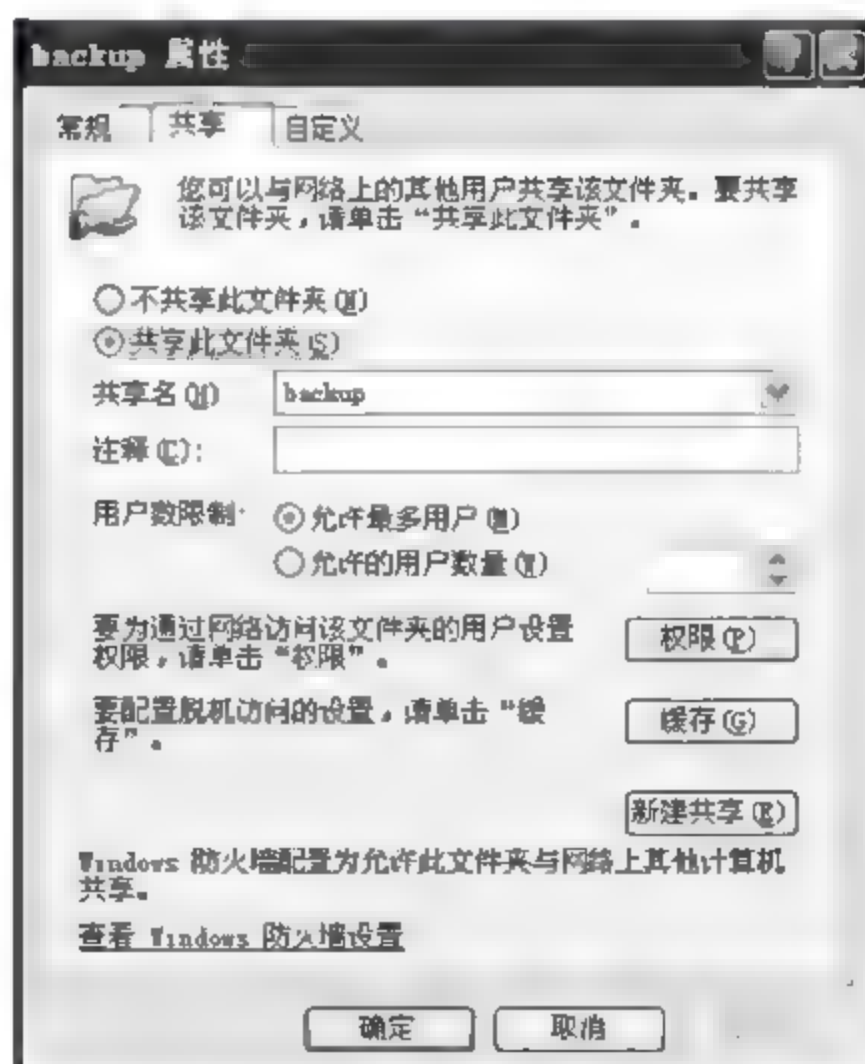 backup 属性
常规 共享 自定义
您可以与网络上的其他用户共享该文件夹。要共享
该文件夹，请单击“共享此文件夹”。
不共享此文件夹(N)
共享此文件夹(S)
共享名(H) backup
注释(C):
用户数限制: 允许最多用户(M)
允许的用户数量(W)
要为通过网络访问该文件夹的用户设置
权限，请单击“权限”。 权限(P)
要配置脱机访问的设置，请单击“缓
存”。 缓存(G)
新建共享(E)
Windows 防火墙配置为允许此文件夹与网络上其他计算机
共享。
查看 Windows 防火墙设置
确定 取消